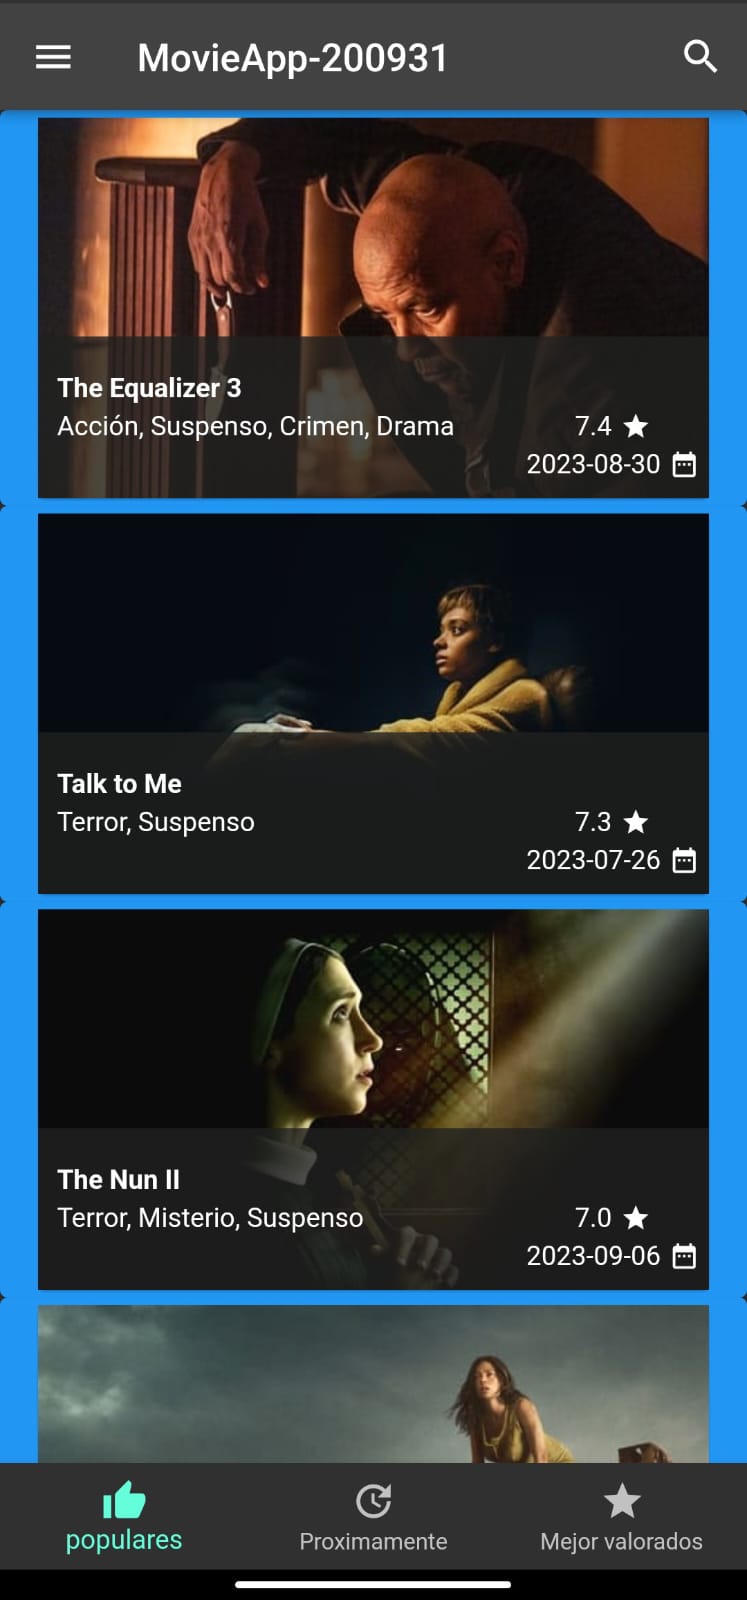 MovieApp-200931
The Equalizer 3
Acción, Suspenso, Crimen, Drama
7.4
2023-08-30
Talk to Me
Terror, Suspenso
7.3
2023-07-26
The Nun II
Terror, Misterio, Suspenso
7.0
2023-09-06
populares
Proximamente
Mejor valorados